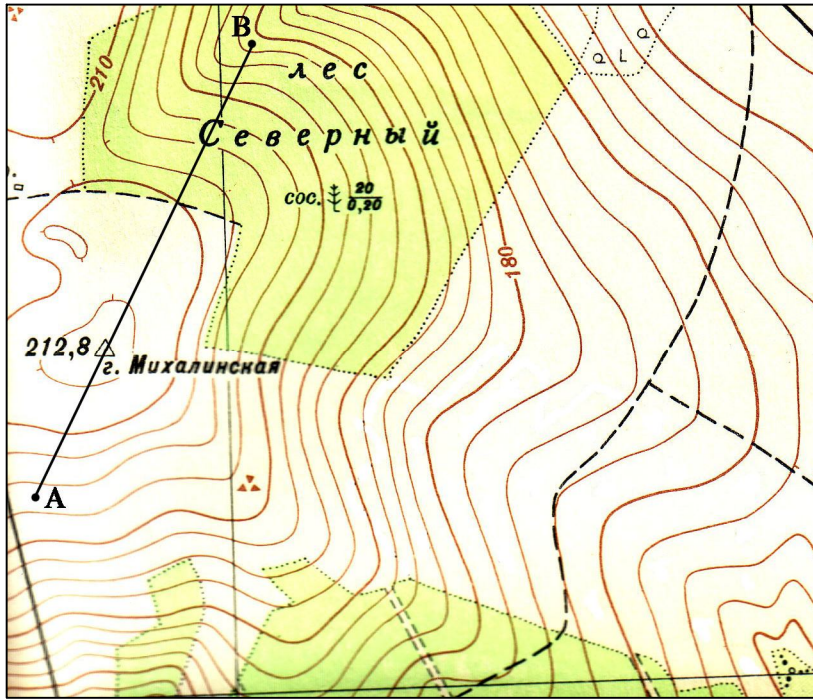 B
210
лес
Северный
сос. 20
0,20
180
212,8
г. Михалинская
A